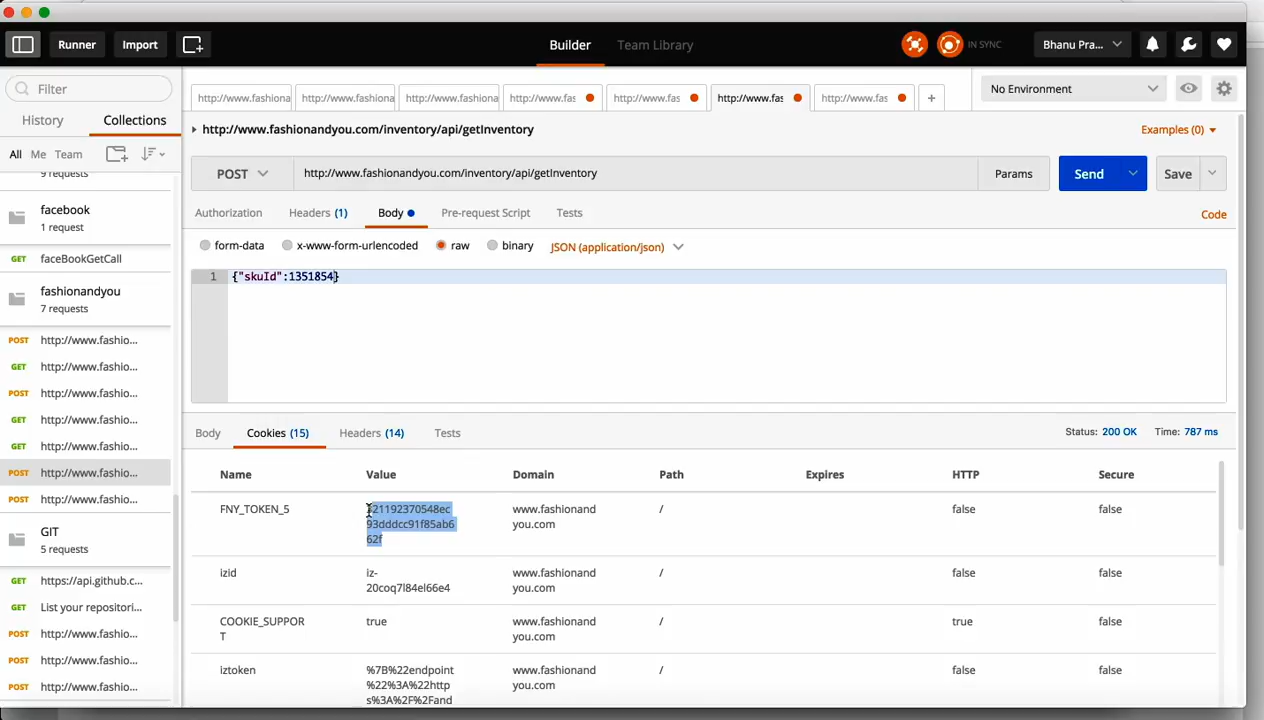 Runner
Import
Builder
Team Library
IN SYNC
Bhanu Pra...
Filter
History
Collections
All
Me
Team
9 requests
facebook
1 request
GET
faceBookGetCall
fashionandyou
7 requests
POST
http://www.fashio...
GET
http://www.fashio...
POST
http://www.fashio...
GET
http://www.fashio...
GET
http://www.fashio...
POST
http://www.fashio...
POST
http://www.fashio...
GIT
5 requests
GET
https://api.github.c...
GET
List your repositori...
POST
http://www.fashio...
POST
http://www.fashio...
POST
http://www.fashio...
http://www.fashiona
http://www.fashiona
http://www.fashiona
http://www.fas
http://www.fas
http://www.fas
http://www.fas
+
No Environment
http://www.fashionandyou.com/inventory/api/getInventory
Examples (0)
POST
http://www.fashionandyou.com/inventory/api/getInventory
Params
Send
Save
Authorization
Headers (1)
Body
Pre-request Script
Tests
Code
form-data
x-www-form-urlencoded
raw
binary
JSON (application/json)
1
{"skuId":1351854}
Body
Cookies (15)
Headers (14)
Tests
Status: 200 OK
Time: 787 ms
Name
Value
Domain
Path
Expires
HTTP
Secure
FNY_TOKEN_5
93dddcc91f85ab6
62f
www.fashionand
you.com
/
false
false
izid
iz-
20coq7l84el66e4
www.fashionand
you.com
/
false
false
COOKIE_SUPPOR
T
true
www.fashionand
you.com
/
true
false
iztoken
%7B%22endpoint
%22%3A%22http
s%3A%2F%2Fand
www.fashionand
you.com
/
false
false